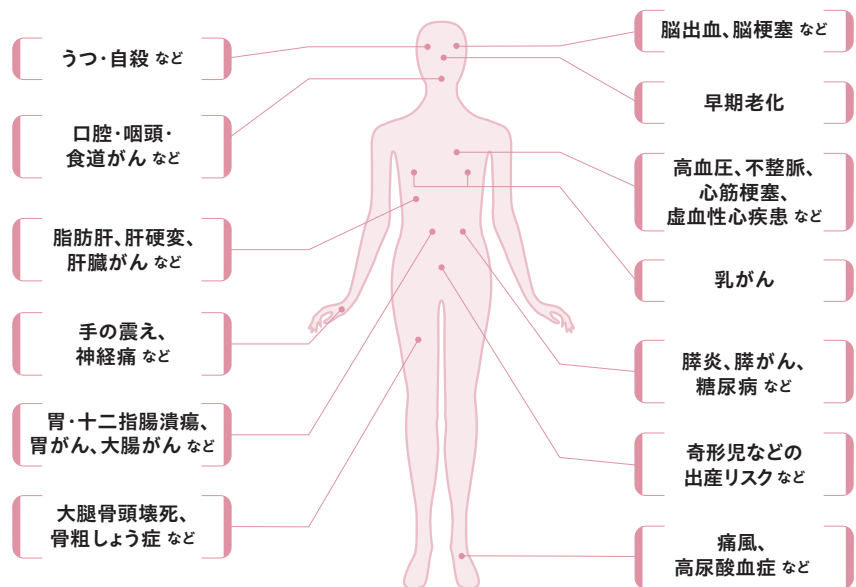 うつ・自殺 など
口腔・咽頭・
食道がん など
脂肪肝、肝硬変、
肝臓がん など
手の震え、
神経痛 など
胃・十二指腸潰瘍、
胃がん、大腸がん など
大腿骨頭壊死、
骨粗しょう症 など
脳出血、脳梗塞 など
早期老化
高血圧、不整脈、
心筋梗塞、
虚血性心疾患 など
乳がん
膵炎、膵がん、
糖尿病 など
奇形児などの
出産リスク など
痛風、
高尿酸血症 など